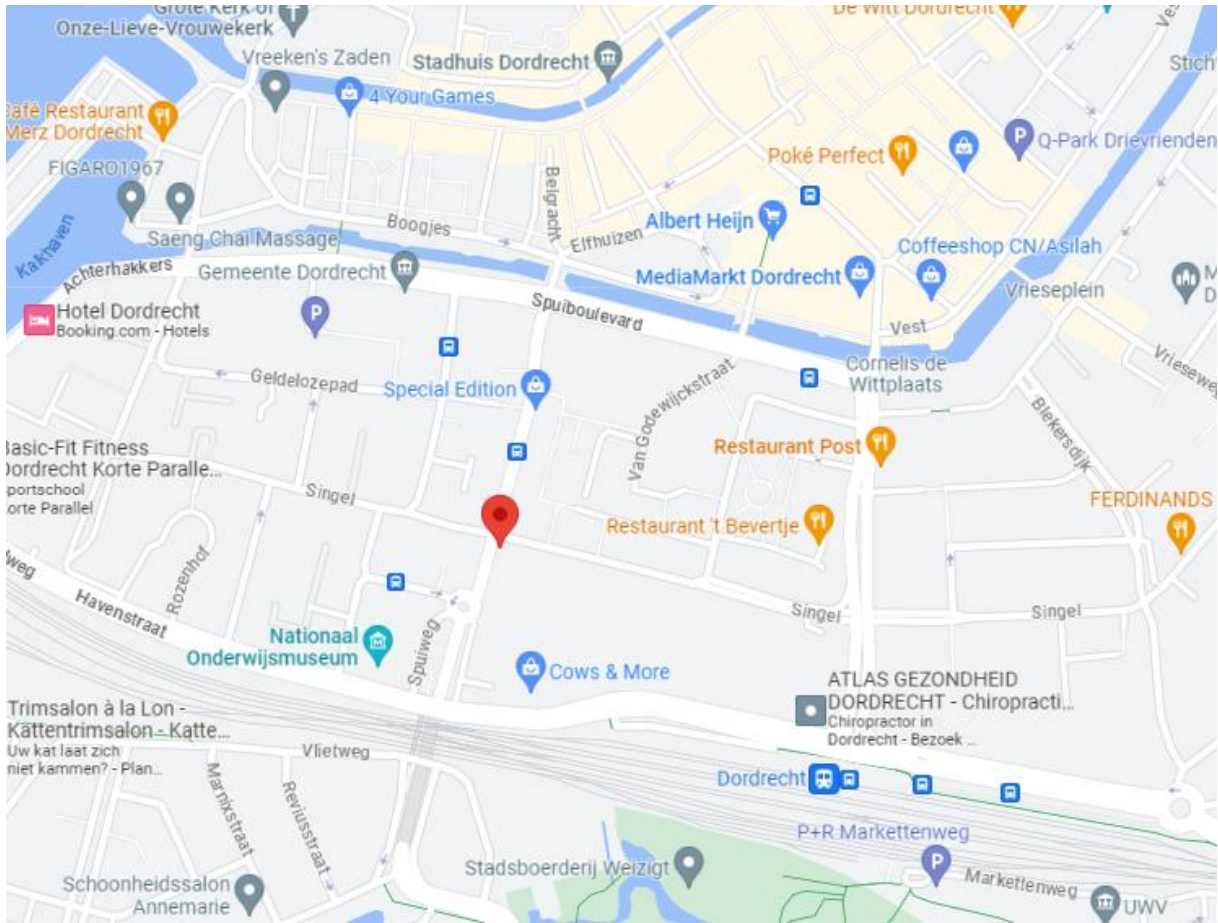 Grote Kerk of
Onze-Lieve-Vrouwekerk
De Witt Dordrecht
Vreeken's Zaden
Stadhuis Dordrecht
4 Your Games
Café Restaurant
Merz Dordrecht
Q-Park Drievrienden
Poké Perfect
FIGARO1967
Belgracht
Boogjes
Elfhuizen
Albert Heijn
Saeng Chai Massage
Kalkhaven
Achterhakkers
Gemeente Dordrecht
MediaMarkt Dordrecht
Coffeeshop CN/Asilah
Vrieseplein
Hotel Dordrecht
Booking.com - Hotels
Spuiboulevard
Vest
Cornelis de
Wittplaats
Vrieseweg
Geldelozepad
Special Edition
Van Godewijckstraat
Blekersdijk
Basic-Fit Fitness
Dordrecht Korte Paralle...
Restaurant Post
Singel
FERDINANDS
Restaurant 't Bevertje
Rozenhof
Havenstraat
Singel
Singel
Nationaal
Onderwijsmuseum
Spuiweg
Cows & More
ATLAS GEZONDHEID
DORDRECHT - Chiropracti...
Chiropractor in
Dordrecht - Bezoek ...
Trimsalon à la Lon -
Kattentrimsalon - Katte...
Uw kat laat zich
niet kammen? - Plan...
Vlietweg
Marnixstraat
Reviusstraat
Dordrecht
P+R Markettenweg
Stadsboerderij Weizigt
Markettenweg
Schoonheidssalon
Annemarie
UWV